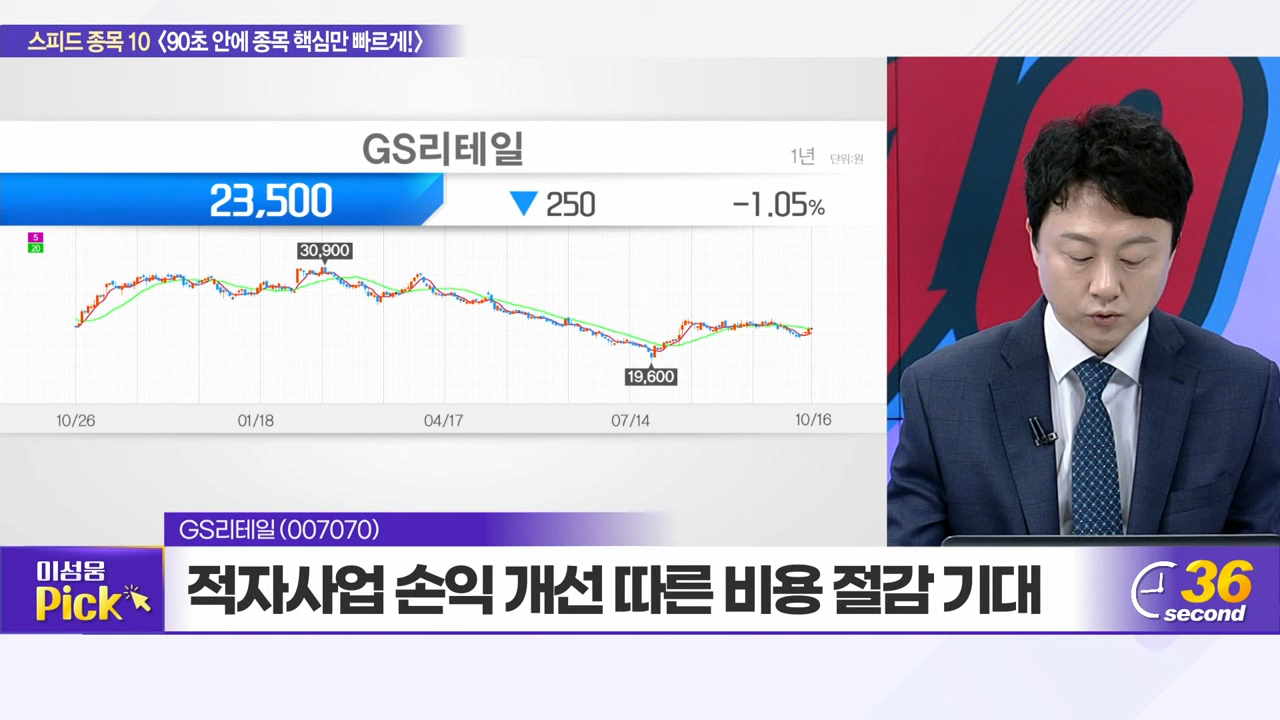 스피드 종목 10 〈90초 안에 종목 핵심만 빠르게!〉
GS리테일
1년 단위:원
23,500 ▼ 250 -1.05%
5
20
30,900
19,600
10/26 01/18 04/17 07/14 10/16
GS리테일(007070)
이성웅
Pick
적자사업 손익 개선 따른 비용 절감 기대
36
second